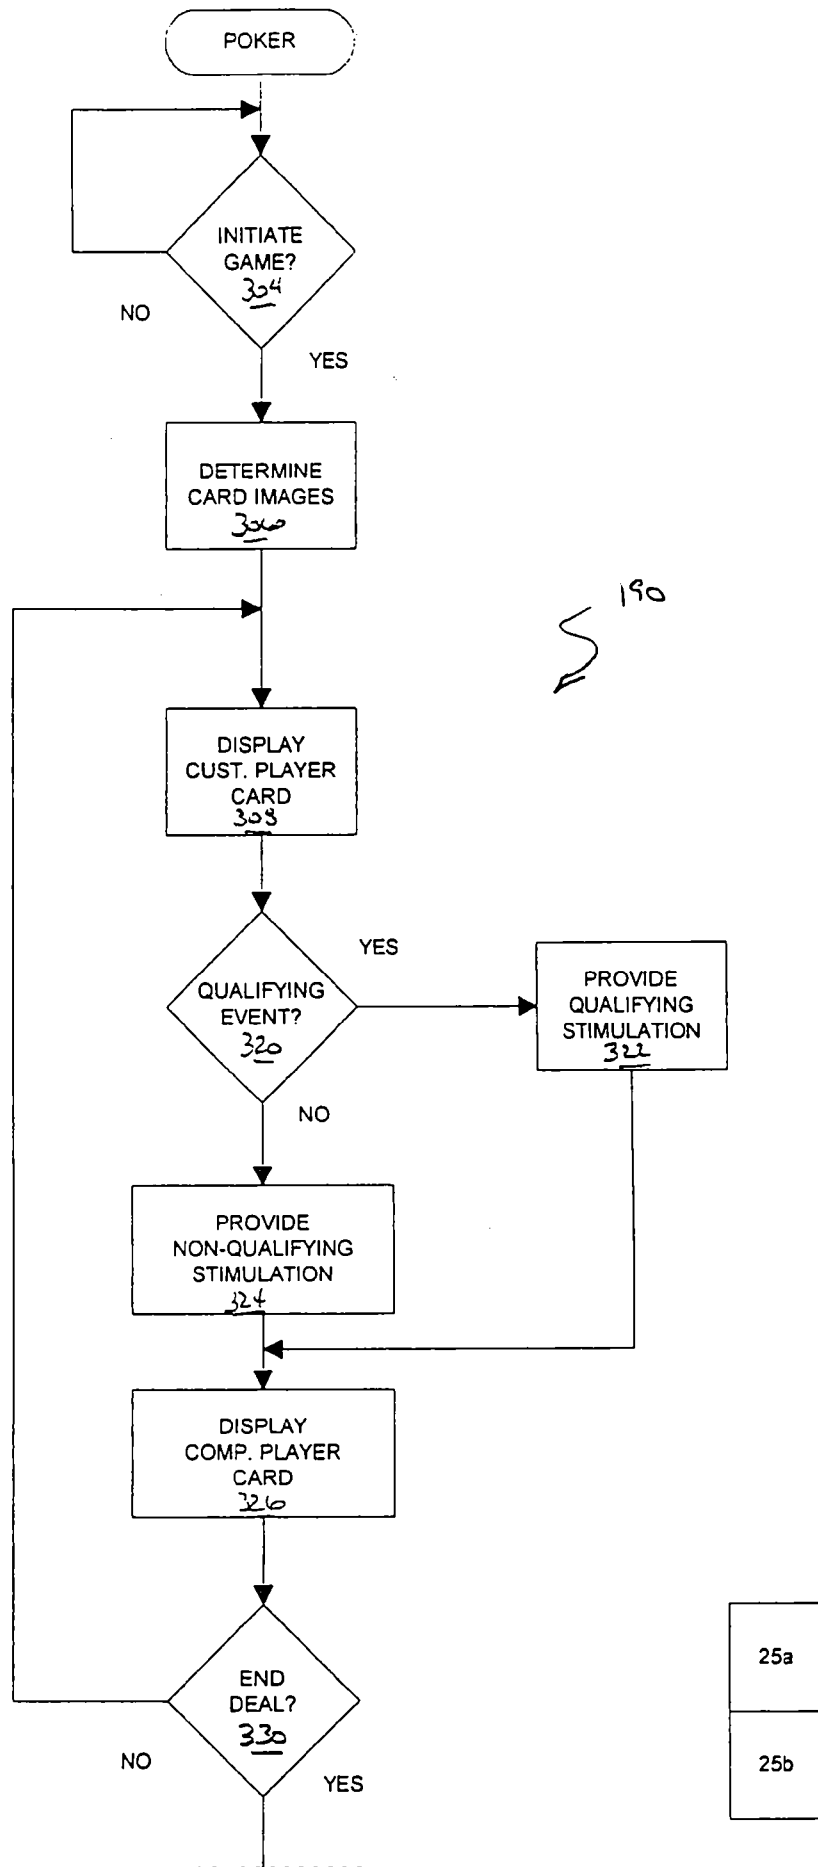 POKER
INITIATE
GAME?
304
NO
YES
DETERMINE
CARD IMAGES
306
190
DISPLAY
CUST. PLAYER
CARD
308
YES
QUALIFYING
EVENT?
320
PROVIDE
QUALIFYING
STIMULATION
322
NO
PROVIDE
NON-QUALIFYING
STIMULATION
324
DISPLAY
COMP. PLAYER
CARD
326
END
DEAL?
330
NO
YES
25a
25b